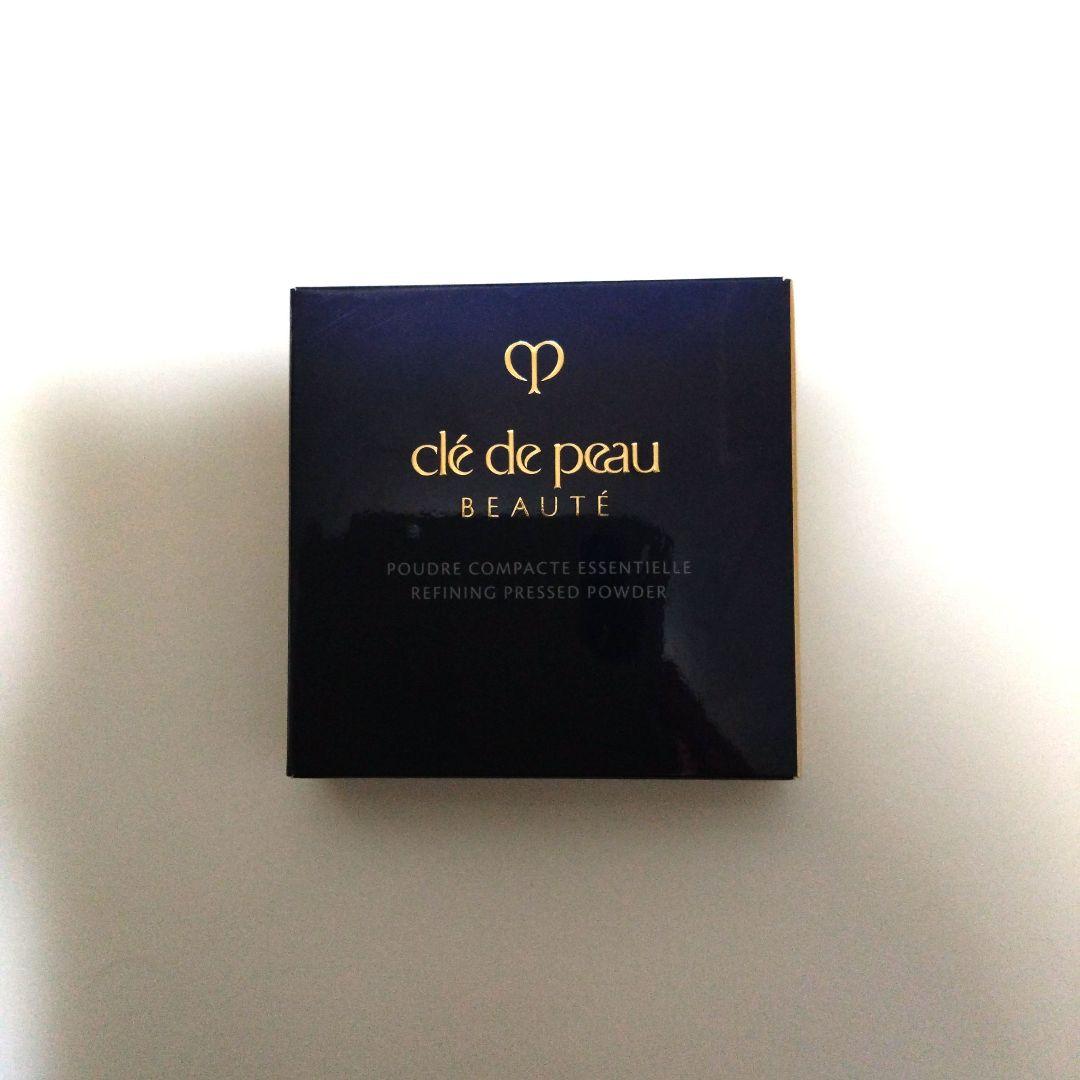 clé de peau
BEAUTÉ
POUDRE COMPACTE ESSENTIELLE
REFINING PRESSED POWDER